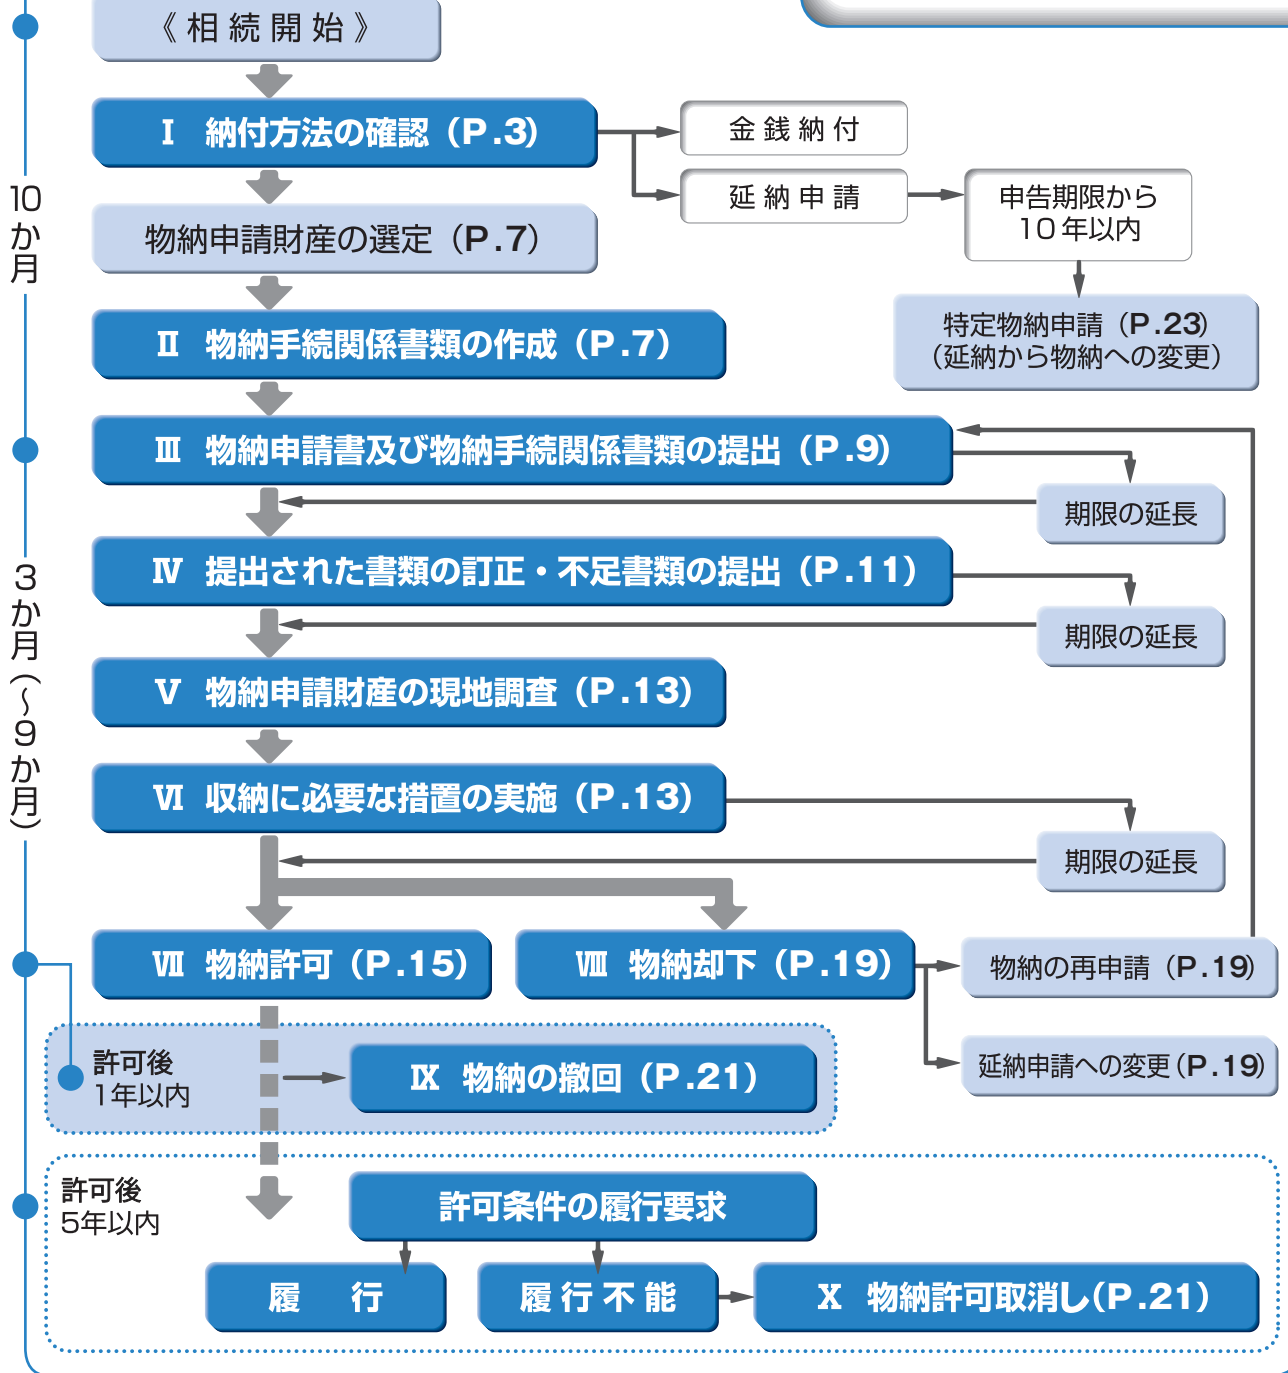 《相続開始》
Ⅰ 納付方法の確認（P.3）
金銭納付
延納申請
申告期限から
10年以内
物納申請財産の選定（P.7）
特定物納申請（P.23）
（延納から物納への変更）
Ⅱ 物納手続関係書類の作成（P.7）
10か月
Ⅲ 物納申請書及び物納手続関係書類の提出（P.9）
期限の延長
Ⅳ 提出された書類の訂正・不足書類の提出（P.11）
期限の延長
Ⅴ 物納申請財産の現地調査（P.13）
Ⅵ 収納に必要な措置の実施（P.13）
期限の延長
3か月（～9か月）
Ⅶ 物納許可（P.15）
Ⅷ 物納却下（P.19）
物納の再申請（P.19）
延納申請への変更（P.19）
許可後
1年以内
Ⅸ 物納の撤回（P.21）
許可後
5年以内
許可条件の履行要求
履行
履行不能
Ⅹ 物納許可取消し（P.21）